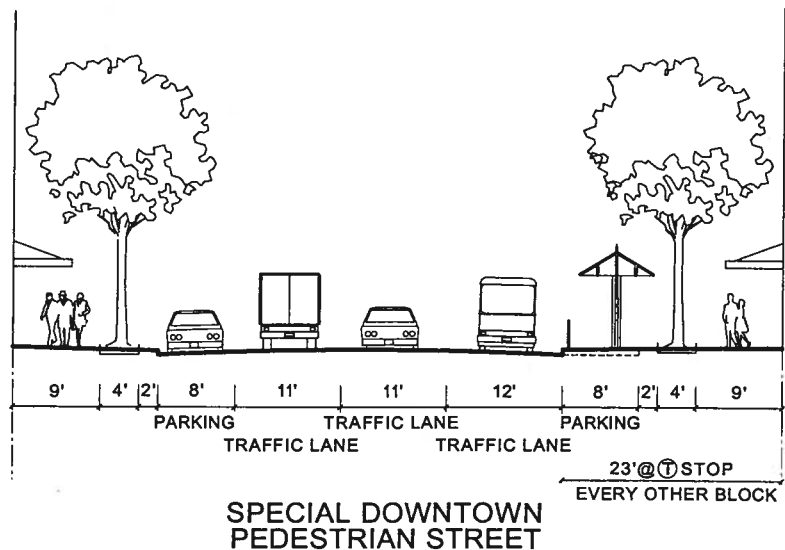 9' 4' 2' 8' 11' 11' 12' 8' 2' 4' 9'
PARKING TRAFFIC LANE PARKING
TRAFFIC LANE TRAFFIC LANE
23'@ Ⓣ STOP
EVERY OTHER BLOCK
SPECIAL DOWNTOWN
PEDESTRIAN STREET